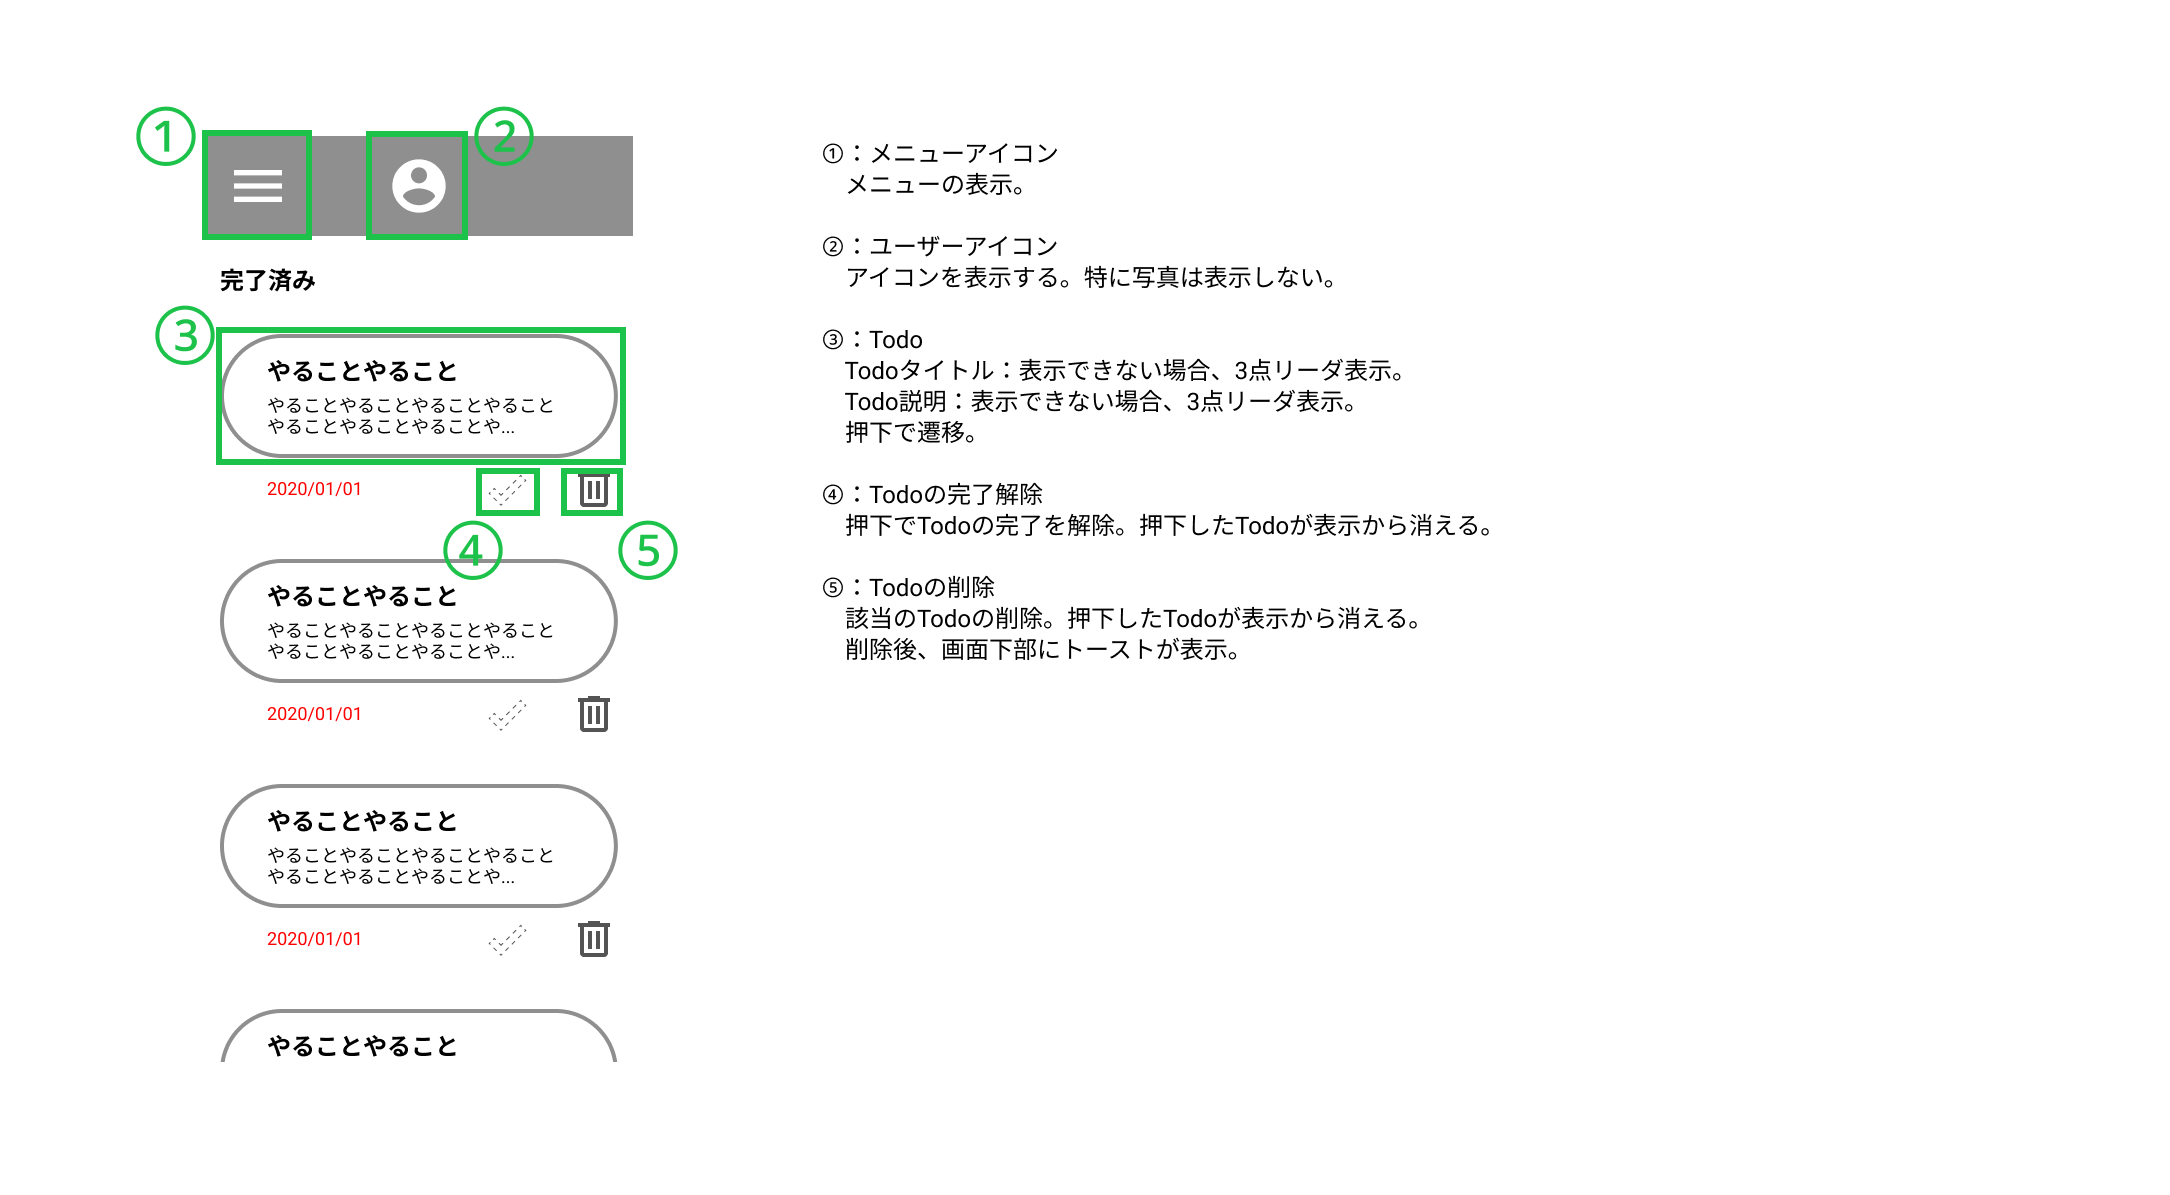 ①
②
完了済み
③
やることやること
やることやることやることやること
やることやることやることや...
2020/01/01
④
⑤
やることやること
やることやることやることやること
やることやることやることや...
2020/01/01
やることやること
やることやることやることやること
やることやることやることや...
2020/01/01
やることやること
①：メニューアイコン
メニューの表示。
②：ユーザーアイコン
アイコンを表示する。特に写真は表示しない。
③：Todo
Todoタイトル：表示できない場合、3点リーダ表示。
Todo説明：表示できない場合、3点リーダ表示。
押下で遷移。
④：Todoの完了解除
押下でTodoの完了を解除。押下したTodoが表示から消える。
⑤：Todoの削除
該当のTodoの削除。押下したTodoが表示から消える。
削除後、画面下部にトーストが表示。